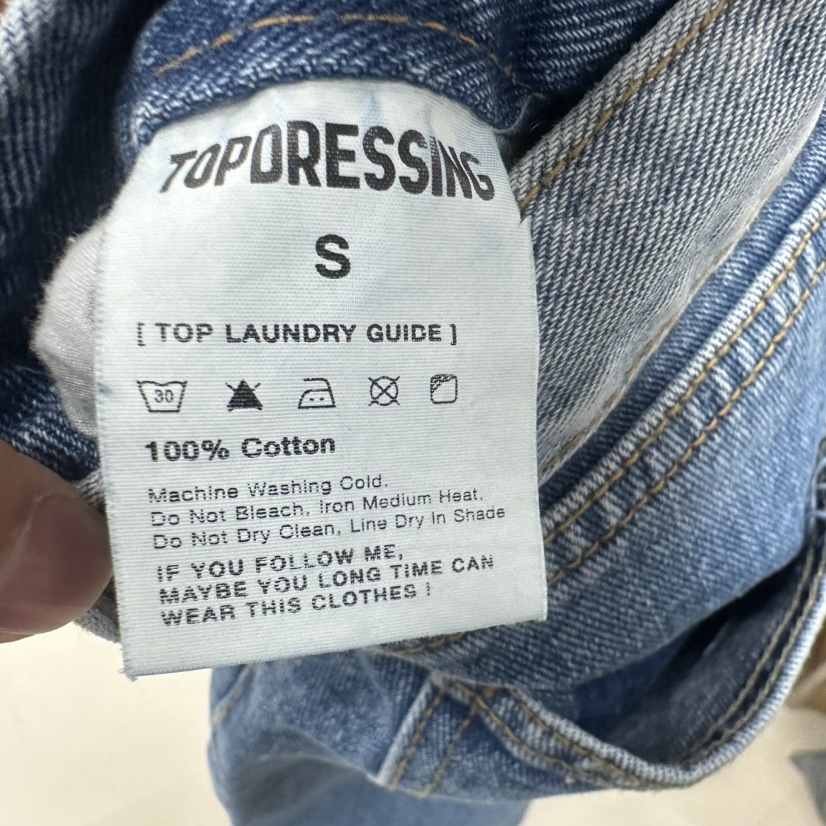 TOPDRESSING
S
[ TOP LAUNDRY GUIDE ]
30
100% Cotton
Machine Washing Cold.
Do Not Bleach, Iron Medium Heat,
Do Not Dry Clean, Line Dry In Shade
IF YOU FOLLOW ME,
MAYBE YOU LONG TIME CAN
WEAR THIS CLOTHES !